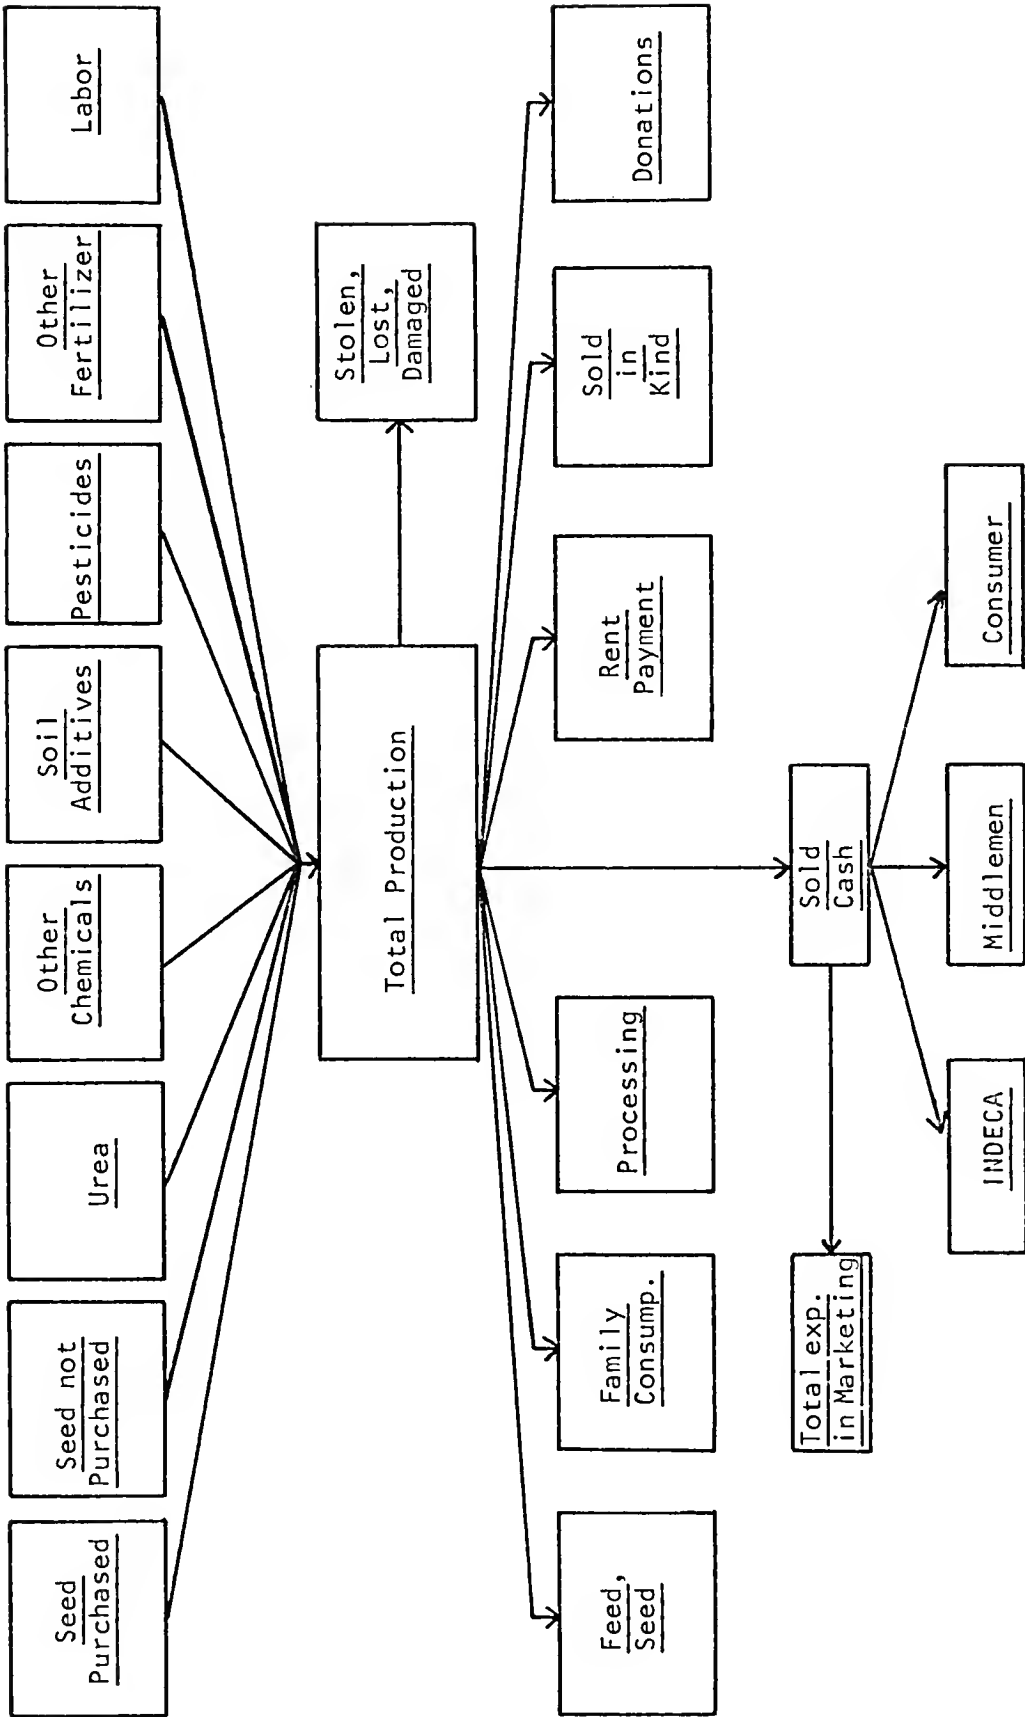 Seed
Purchased
Seed not
Purchased
Urea
Other
Chemicals
Soil
Additives
Pesticides
Other
Fertilizer
Labor
Total Production
Stolen,
Lost,
Damaged
Feed,
Seed
Family
Consump.
Processing
Rent
Payment
Sold
in
Kind
Donations
Total exp.
in Marketing
Sold
Cash
INDECA
Middlemen
Consumer